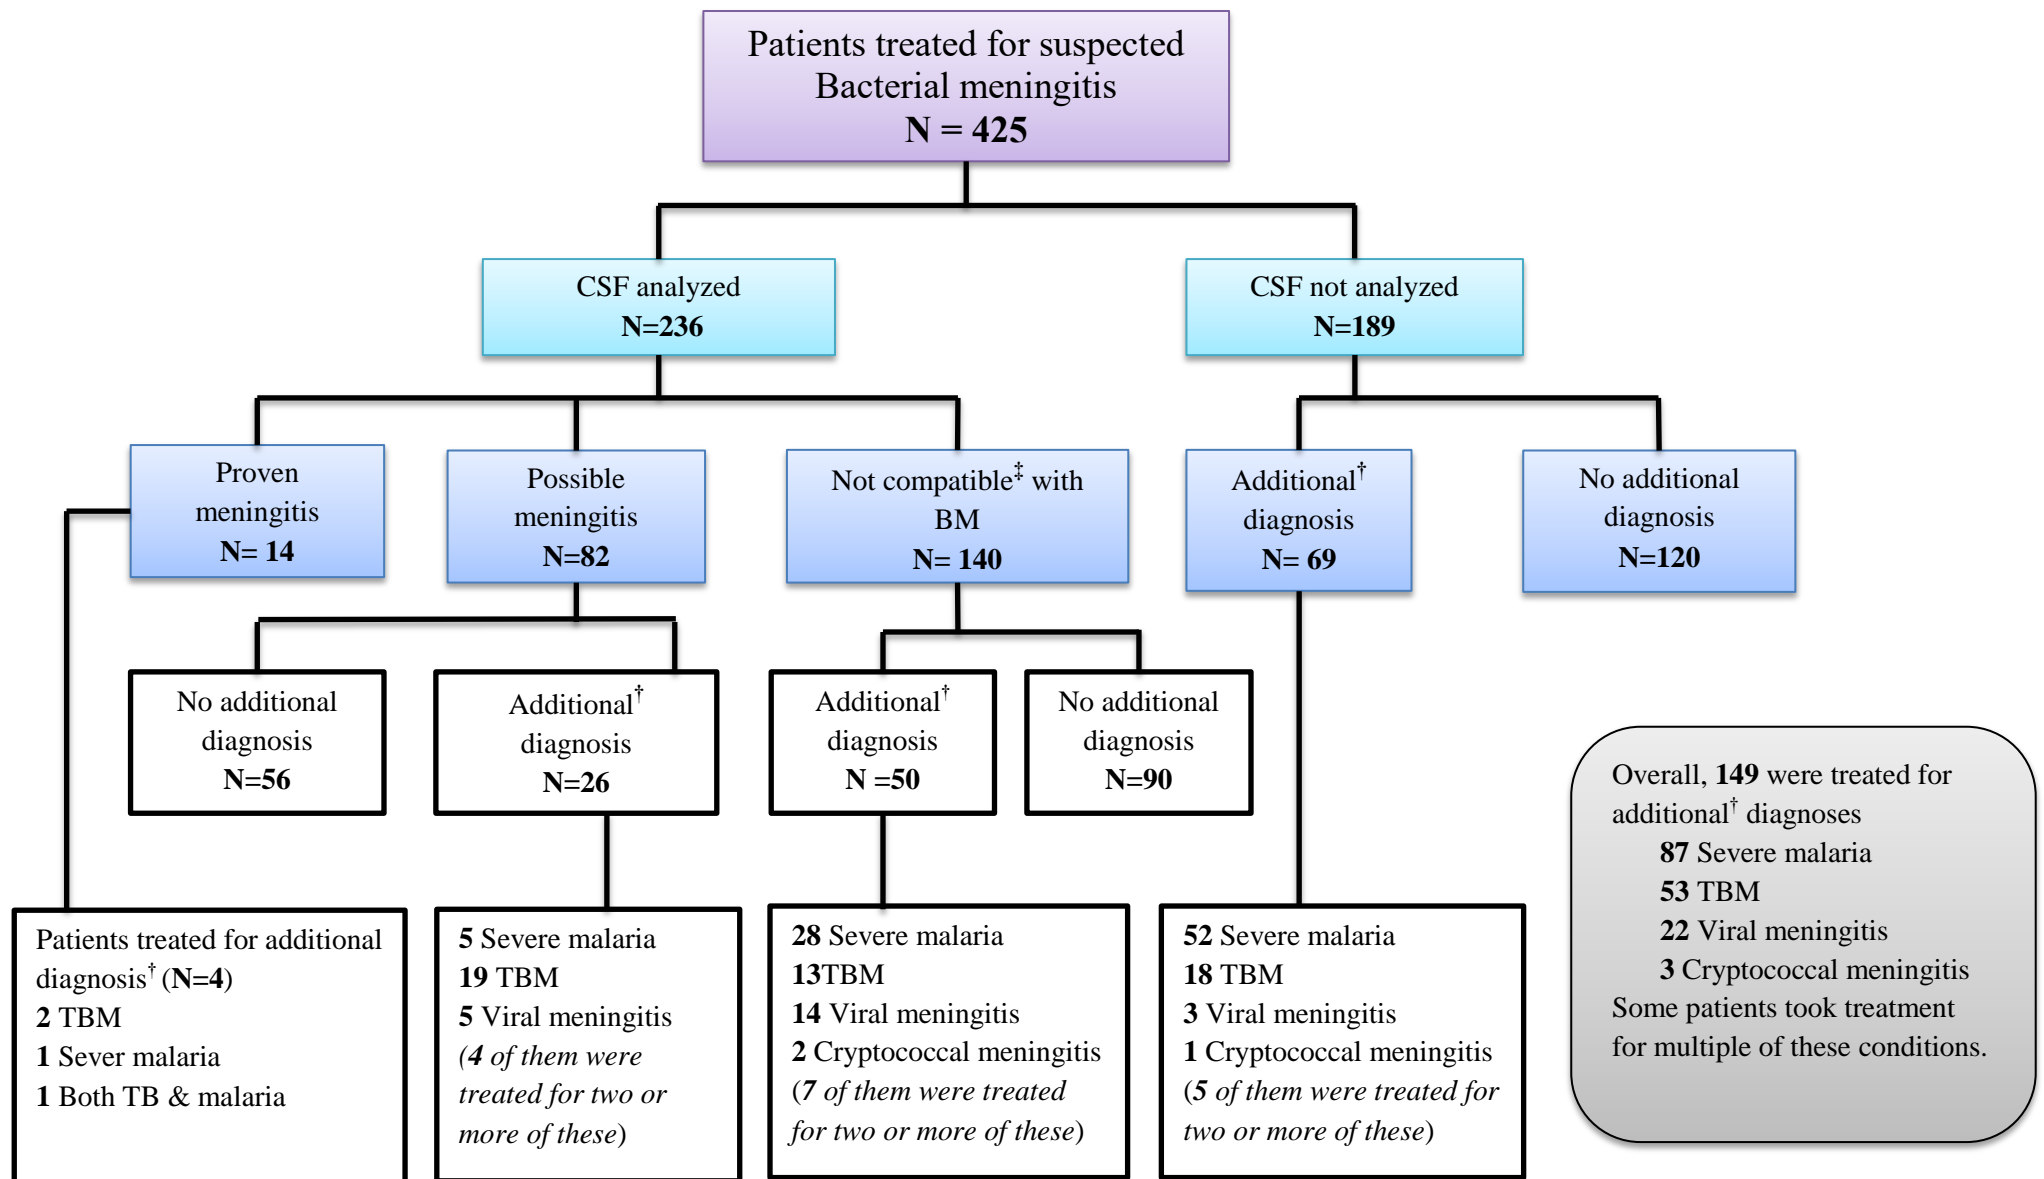 Patients treated for suspected
Bacterial meningitis
N = 425
CSF analyzed
N=236
CSF not analyzed
N=189
Proven
meningitis
N= 14
Possible
meningitis
N=82
Not compatible‡ with
BM
N= 140
Additional†
diagnosis
N= 69
No additional
diagnosis
N=120
No additional
diagnosis
N=56
Additional†
diagnosis
N=26
Additional†
diagnosis
N =50
No additional
diagnosis
N=90
Patients treated for additional
diagnosis† (N=4)
2 TBM
1 Sever malaria
1 Both TB & malaria
5 Severe malaria
19 TBM
5 Viral meningitis
(4 of them were
treated for two or
more of these)
28 Severe malaria
13TBM
14 Viral meningitis
2 Cryptococcal meningitis
(7 of them were treated
for two or more of these)
52 Severe malaria
18 TBM
3 Viral meningitis
1 Cryptococcal meningitis
(5 of them were treated for
two or more of these)
Overall, 149 were treated for
additional† diagnoses
87 Severe malaria
53 TBM
22 Viral meningitis
3 Cryptococcal meningitis
Some patients took treatment
for multiple of these conditions.